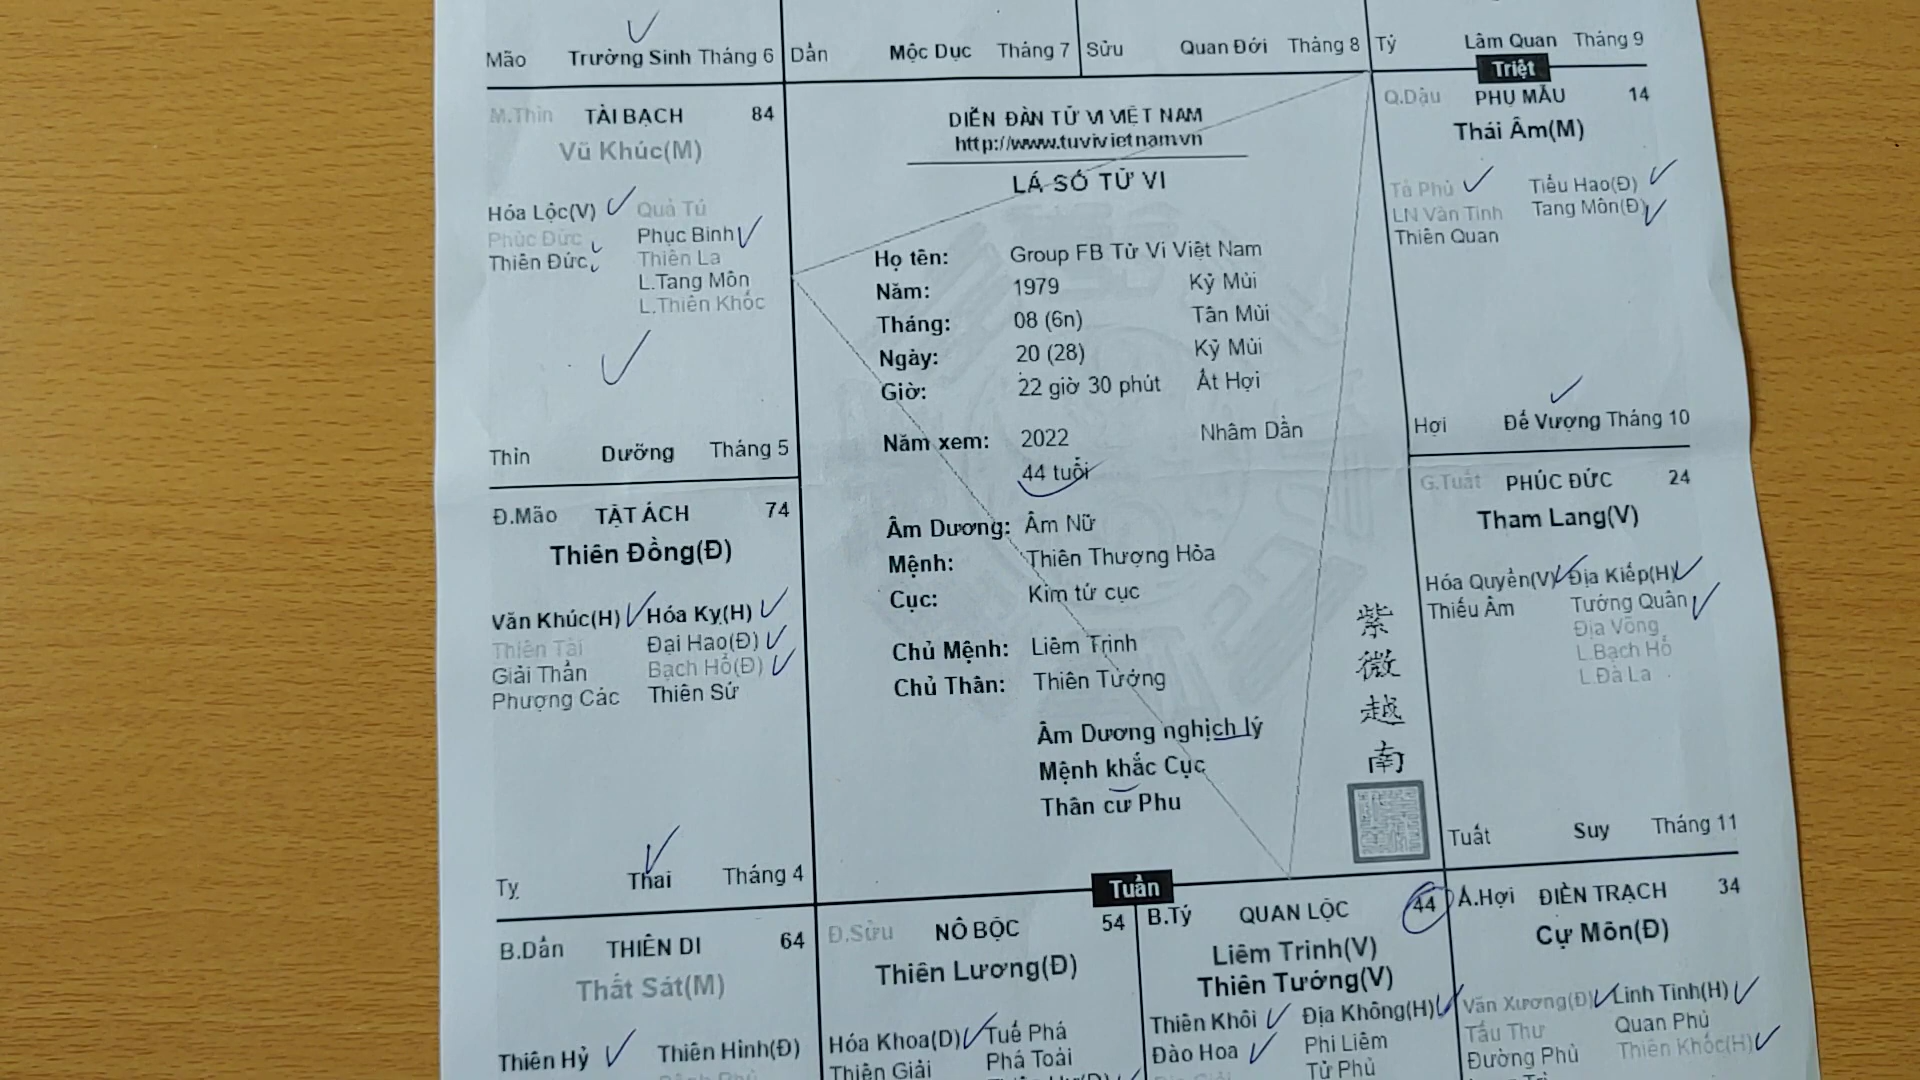 Mão Trường Sinh Tháng 6
Dần Mộc Dục Tháng 7
Sửu Quan Đới Tháng 8
Tý Lâm Quan Tháng 9
Triệt
M.Thìn TÀI BẠCH 84
Vũ Khúc(M)
Hóa Lộc(V) Quả Tú
Phúc Đức Phục Binh
Thiên Đức Thiên La
L.Tang Môn
L.Thiên Khốc
Thìn Dưỡng Tháng 5
DIỄN ĐÀN TỬ VI VIỆT NAM
http://www.tuvivietnam.vn
LÁ SỐ TỬ VI
Họ tên: Group FB Tử Vi Việt Nam
Năm: 1979 Kỷ Mùi
Tháng: 08 (6n) Tân Mùi
Ngày: 20 (28) Kỷ Mùi
Giờ: 22 giờ 30 phút Ất Hợi
Năm xem: 2022 Nhâm Dần
44 tuổi
Âm Dương: Âm Nữ
Mệnh: Thiên Thượng Hỏa
Cục: Kim tứ cục
Chủ Mệnh: Liêm Trinh
Chủ Thân: Thiên Tướng
Âm Dương nghịch lý
Mệnh khắc Cục
Thân cư Phu
紫
微
越
南
Q.Dậu PHỤ MẪU 14
Thái Âm(M)
Tả Phù Tiểu Hao(Đ)
LN Văn Tinh Tang Môn(Đ)
Thiên Quan
Hợi Đế Vượng Tháng 10
Đ.Mão TẬT ÁCH 74
Thiên Đồng(Đ)
Văn Khúc(H) Hóa Kỵ(H)
Thiên Tài Đại Hao(Đ)
Giải Thần Bạch Hổ(Đ)
Phượng Các Thiên Sứ
Tỵ Thai Tháng 4
G.Tuất PHÚC ĐỨC 24
Tham Lang(V)
Hóa Quyền(V) Địa Kiếp(H)
Thiếu Âm Tướng Quân
Địa Võng
L.Bạch Hổ
L.Đà La
Tuất Suy Tháng 11
Tuần
B.Dần THIÊN DI 64
Thất Sát(M)
Thiên Hỷ Thiên Hình(Đ)
Đ.Sửu NÔ BỘC 54
Thiên Lương(Đ)
Hóa Khoa(D) Tuế Phá
Thiên Giải Phá Toái
B.Tý QUAN LỘC 44
Liêm Trinh(V)
Thiên Tướng(V)
Thiên Khôi Địa Không(H)
Đào Hoa Phi Liêm
Tử Phù
Ấ.Hợi ĐIỀN TRẠCH 34
Cự Môn(Đ)
Văn Xương(Đ) Linh Tinh(H)
Tấu Thư Quan Phủ
Đường Phù Thiên Khốc(H)